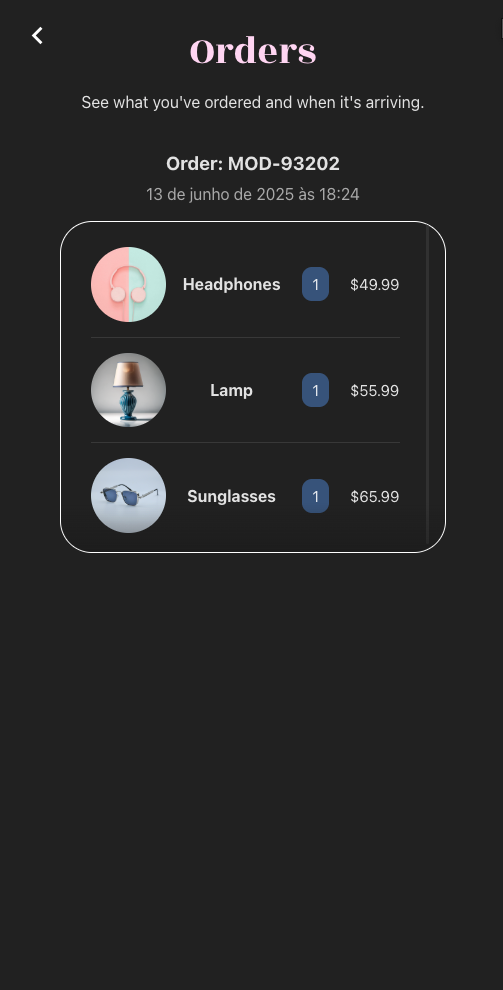 Orders
See what you've ordered and when it's arriving.
Order: MOD-93202
13 de junho de 2025 às 18:24
Headphones 1 $49.99
Lamp 1 $55.99
Sunglasses 1 $65.99